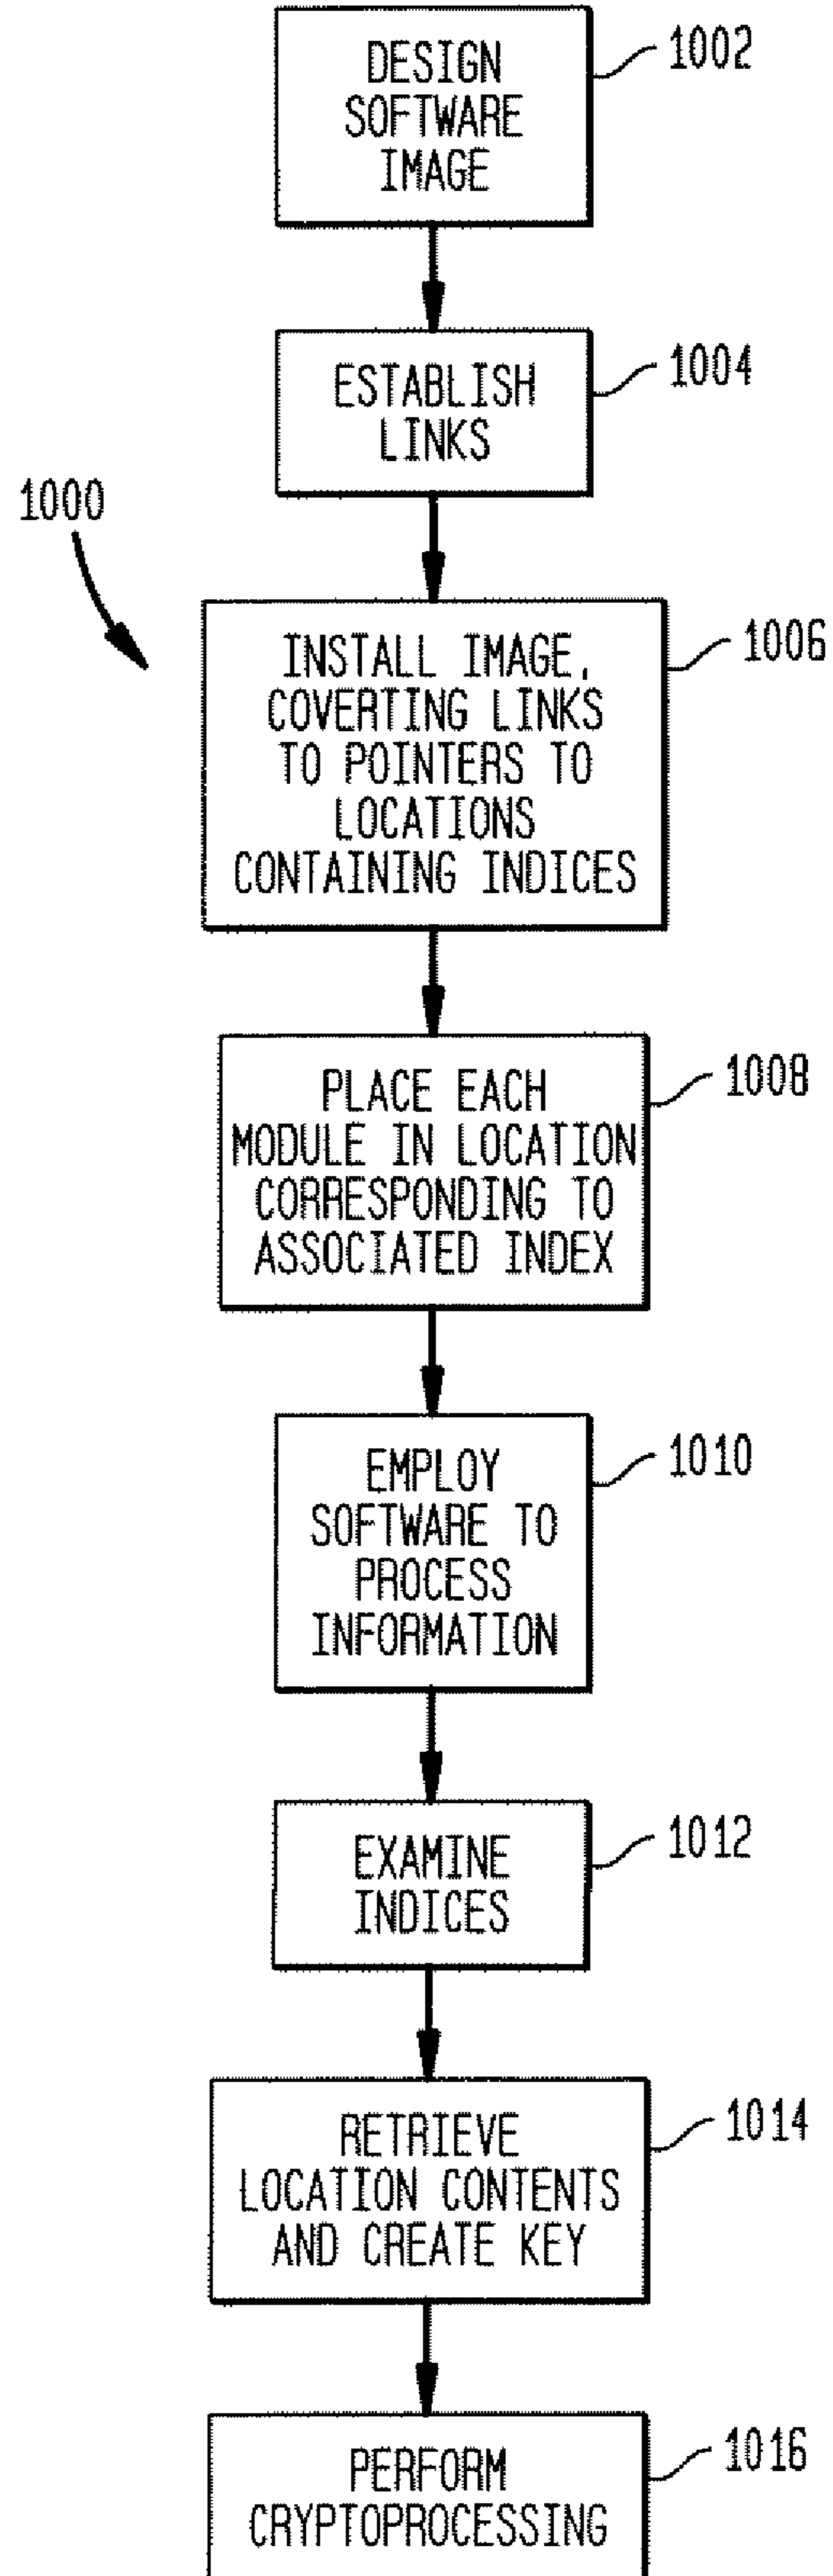 DESIGN
SOFTWARE
IMAGE
1002
ESTABLISH
LINKS
1004
1000
INSTALL IMAGE,
COVERTING LINKS
TO POINTERS TO
LOCATIONS
CONTAINING INDICES
1006
PLACE EACH
MODULE IN LOCATION
CORRESPONDING TO
ASSOCIATED INDEX
1008
EMPLOY
SOFTWARE TO
PROCESS
INFORMATION
1010
EXAMINE
INDICES
1012
RETRIEVE
LOCATION CONTENTS
AND CREATE KEY
1014
PERFORM
CRYPTOPROCESSING
1016